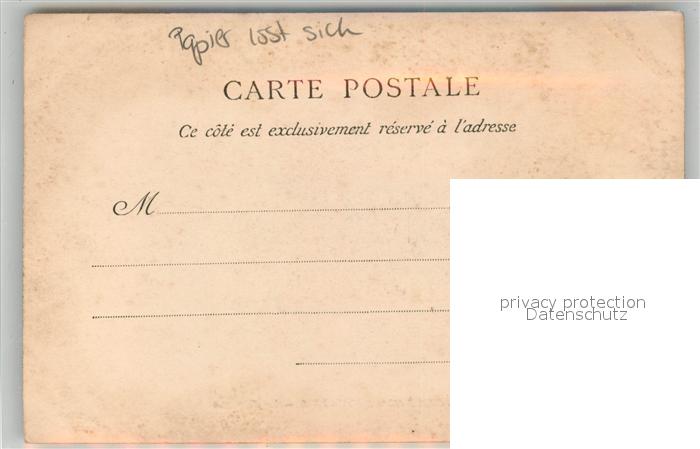 Papier löst sich
CARTE POSTALE
Ce côté est exclusivement réservé à l'adresse
M
privacy protection
Datenschutz